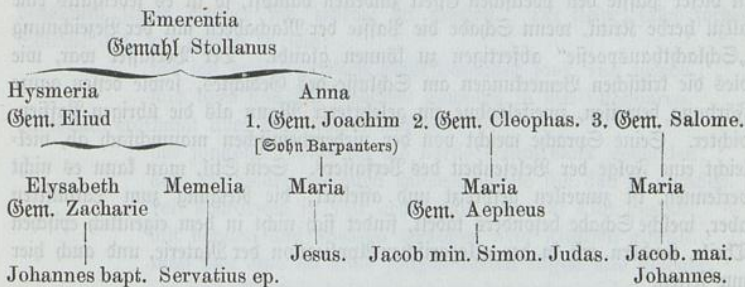 Emerentia
Gemahl Stollanus
Hysmeria Anna
Gem. Eliud 1. Gem. Joachim 2. Gem. Cleophas. 3. Gem. Salome.
[Sohn Barpanters)
Elysabeth Memelia Maria Maria Maria
Gem. Zacharie Gem. Aepheus
Jesus. Jacob min. Simon. Judas. Jacob. mai.
Johannes bapt. Servatius ep. Johannes.